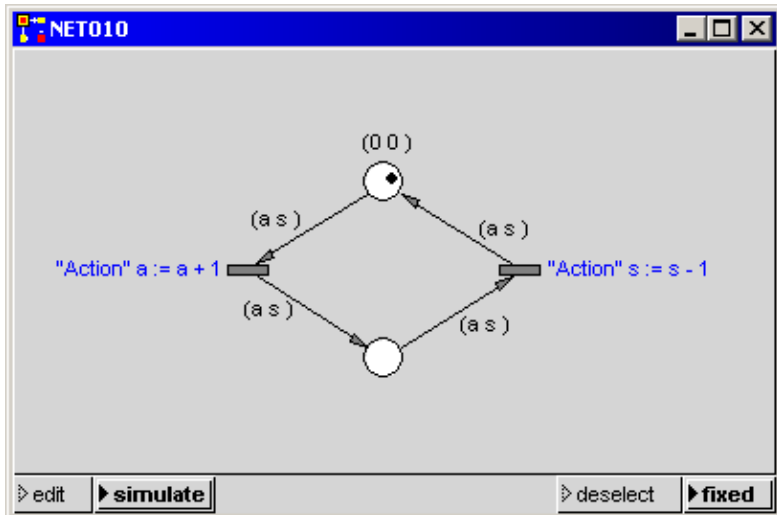 NET010
(0 0 )
(a s )
(a s )
"Action" a := a + 1
"Action" s := s - 1
(a s )
(a s )
edit
simulate
deselect
fixed